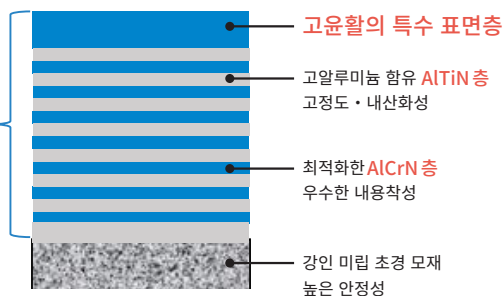 고윤활의 특수 표면층
고알루미늄 함유 AlTiN 층
고정도・내산화성
최적화한 AlCrN 층
우수한 내용착성
강인 미립 초경 모재
높은 안정성